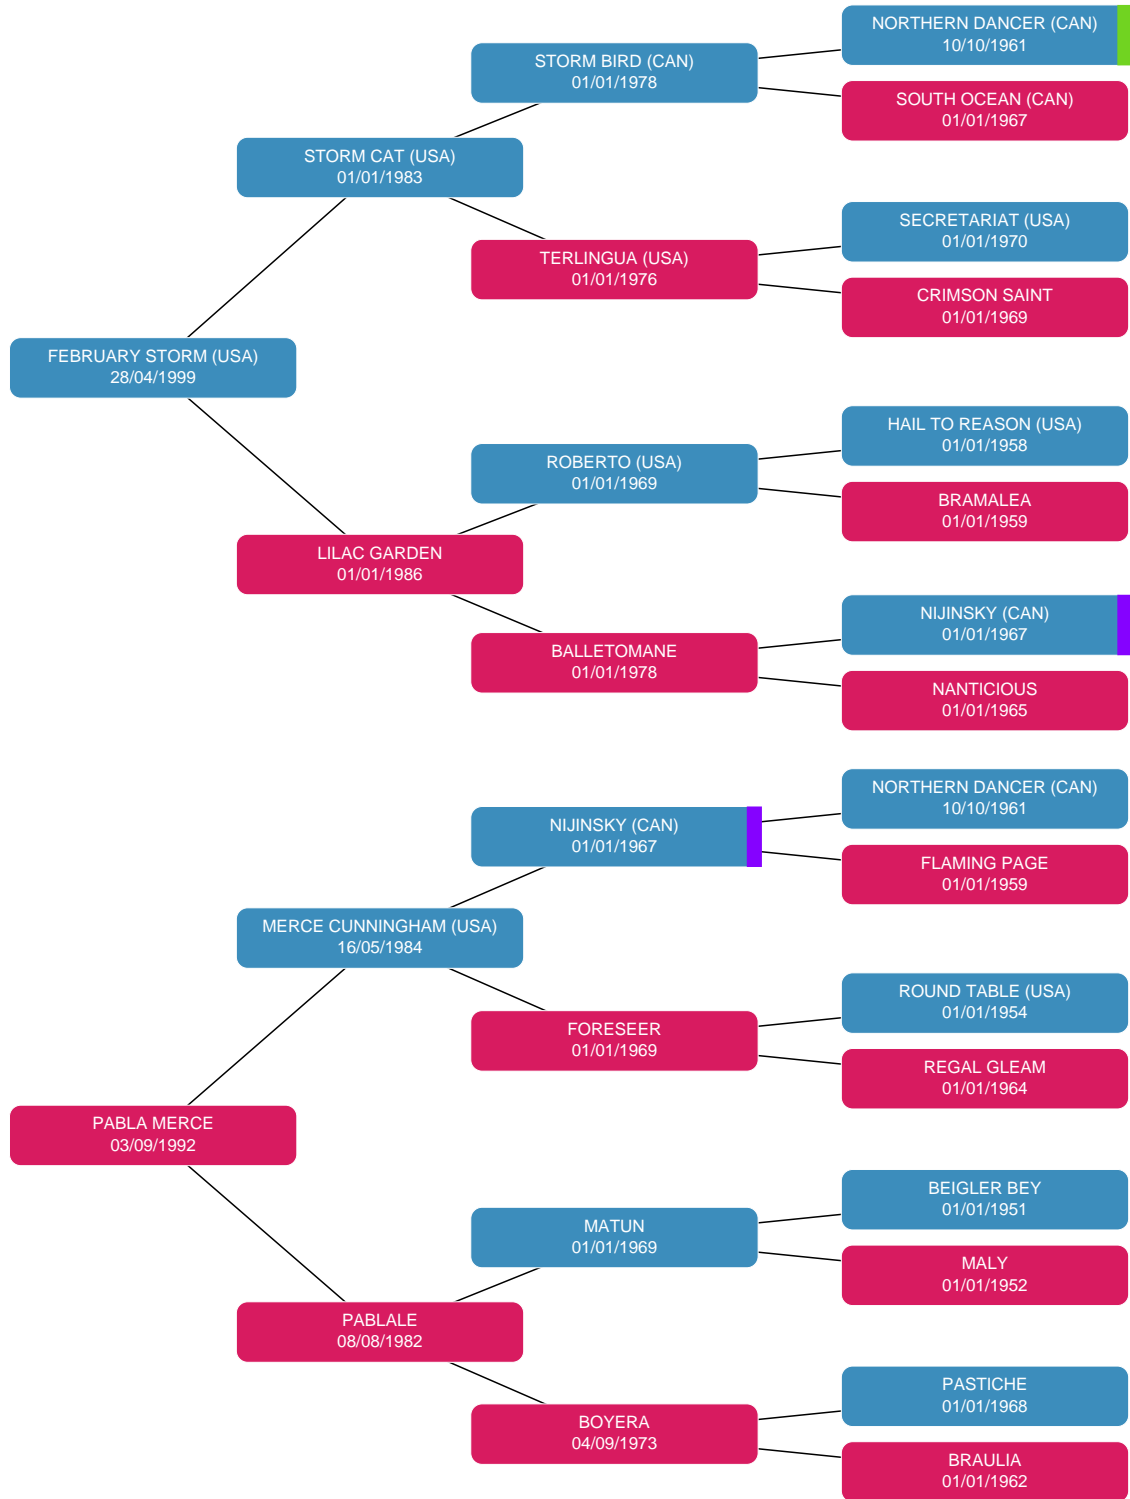 NORTHERN DANCER (CAN)
10/10/1961
STORM BIRD (CAN)
01/01/1978
SOUTH OCEAN (CAN)
01/01/1967
STORM CAT (USA)
01/01/1983
SECRETARIAT (USA)
01/01/1970
TERLINGUA (USA)
01/01/1976
CRIMSON SAINT
01/01/1969
FEBRUARY STORM (USA)
28/04/1999
HAIL TO REASON (USA)
01/01/1958
ROBERTO (USA)
01/01/1969
BRAMALEA
01/01/1959
LILAC GARDEN
01/01/1986
NIJINSKY (CAN)
01/01/1967
BALLETOMANE
01/01/1978
NANTICIOUS
01/01/1965
NORTHERN DANCER (CAN)
10/10/1961
NIJINSKY (CAN)
01/01/1967
FLAMING PAGE
01/01/1959
MERCE CUNNINGHAM (USA)
16/05/1984
ROUND TABLE (USA)
01/01/1954
FORESEER
01/01/1969
REGAL GLEAM
01/01/1964
PABLA MERCE
03/09/1992
BEIGLER BEY
01/01/1951
MATUN
01/01/1969
MALY
01/01/1952
PABLALE
08/08/1982
PASTICHE
01/01/1968
BOYERA
04/09/1973
BRAULIA
01/01/1962